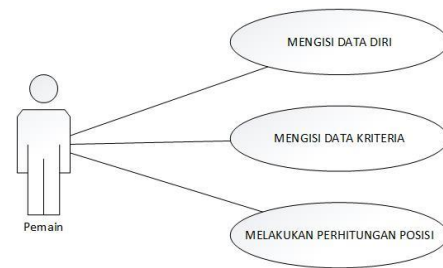 MENGISI DATA DIRI
MENGISI DATA KRITERIA
Pemain
MELAKUKAN PERHITUNGAN POSISI